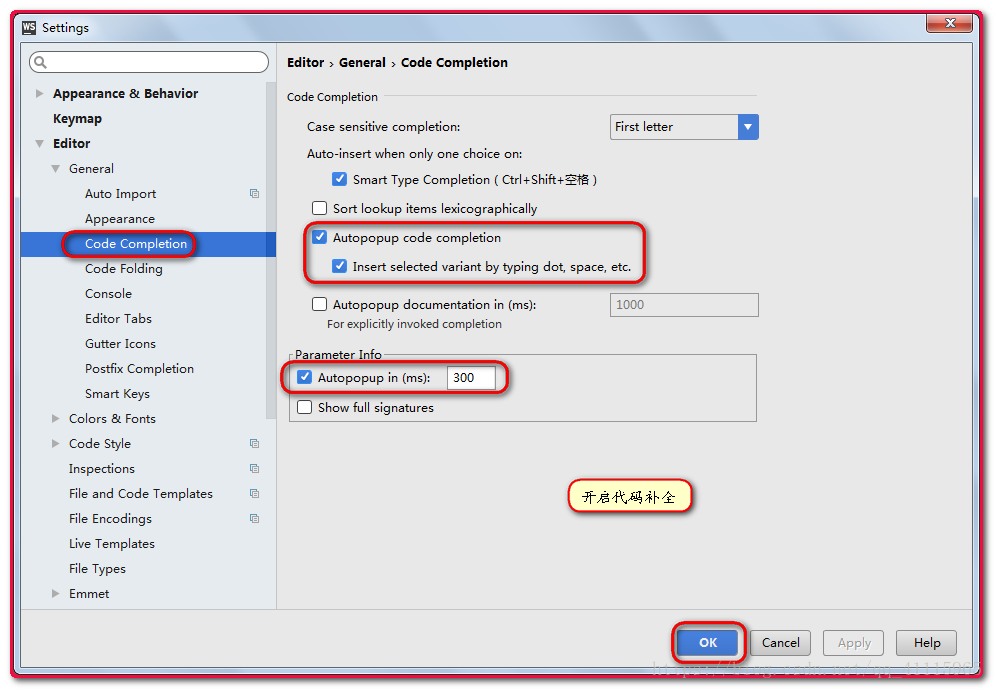 WS Settings
Editor › General › Code Completion
Appearance & Behavior
Keymap
Editor
General
Auto Import
Appearance
Code Completion
Code Folding
Console
Editor Tabs
Gutter Icons
Postfix Completion
Smart Keys
Colors & Fonts
Code Style
Inspections
File and Code Templates
File Encodings
Live Templates
File Types
Emmet
Code Completion
Case sensitive completion: First letter
Auto-insert when only one choice on:
Smart Type Completion ( Ctrl+Shift+空格 )
Sort lookup items lexicographically
Autopopup code completion
Insert selected variant by typing dot, space, etc.
Autopopup documentation in (ms): 1000
For explicitly invoked completion
Parameter Info
Autopopup in (ms): 300
Show full signatures
开启代码补全
OK Cancel Apply Help